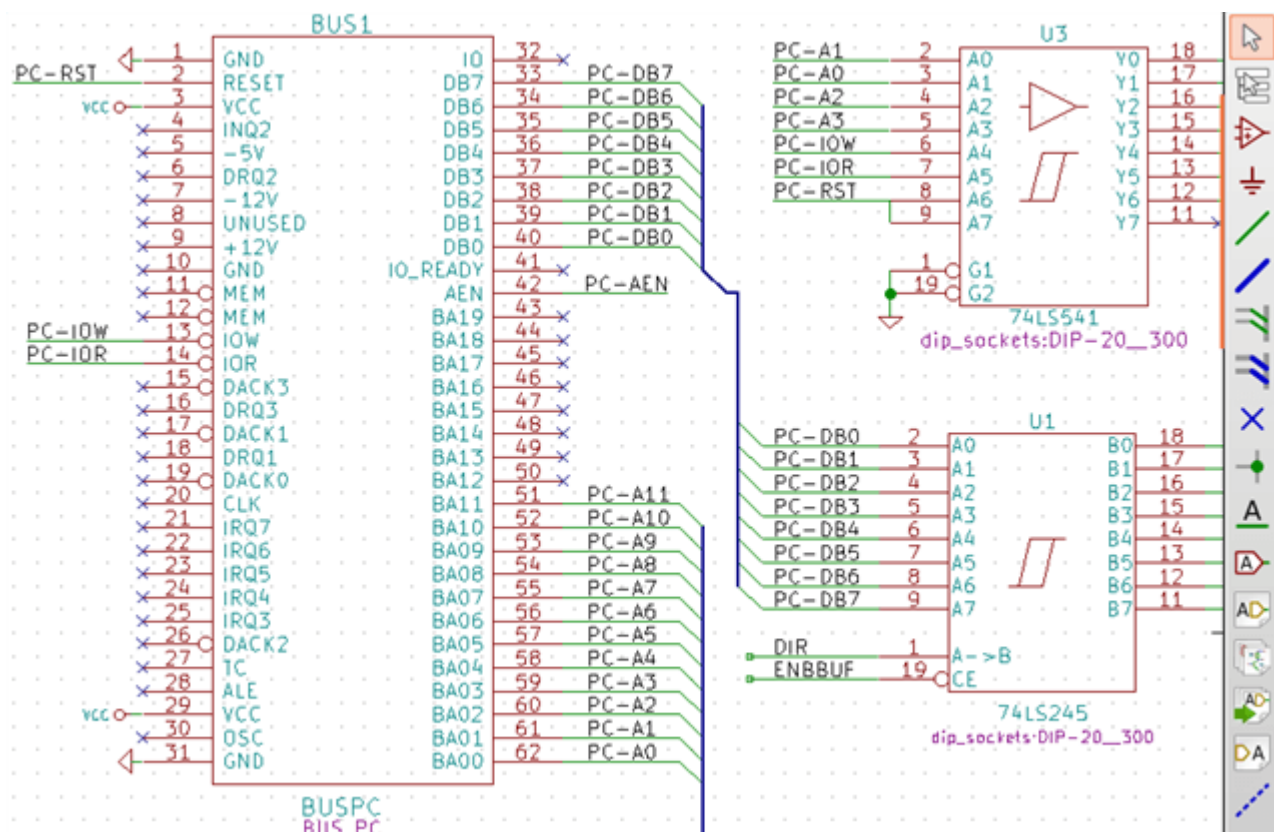 BUS1
1 GND IO 32
PC-RST 2 RESET DB7 33 PC-DB7
VCC 3 VCC DB6 34 PC-DB6
4 INQ2 DB5 35 PC-DB5
5 -5V DB4 36 PC-DB4
6 DRQ2 DB3 37 PC-DB3
7 -12V DB2 38 PC-DB2
8 UNUSED DB1 39 PC-DB1
9 +12V DB0 40 PC-DB0
10 GND IO_READY 41
11 MEM AEN 42 PC-AEN
12 MEM BA19 43
PC-IOW 13 IOW BA18 44
PC-IOR 14 IOR BA17 45
15 DACK3 BA16 46
16 DRQ3 BA15 47
17 DACK1 BA14 48
18 DRQ1 BA13 49
19 DACK0 BA12 50
20 CLK BA11 51 PC-A11
21 IRQ7 BA10 52 PC-A10
22 IRQ6 BA09 53 PC-A9
23 IRQ5 BA08 54 PC-A8
24 IRQ4 BA07 55 PC-A7
25 IRQ3 BA06 56 PC-A6
26 DACK2 BA05 57 PC-A5
27 TC BA04 58 PC-A4
28 ALE BA03 59 PC-A3
VCC 29 VCC BA02 60 PC-A2
30 OSC BA01 61 PC-A1
31 GND BA00 62 PC-A0
BUSPC
BUS_PC
U3
PC-A1 2 A0 Y0 18
PC-A0 3 A1 Y1 17
PC-A2 4 A2 Y2 16
PC-A3 5 A3 Y3 15
PC-IOW 6 A4 Y4 14
PC-IOR 7 A5 Y5 13
PC-RST 8 A6 Y6 12
9 A7 Y7 11
1 G1
19 G2
74LS541
dip_sockets:DIP-20__300
U1
PC-DB0 2 A0 B0 18
PC-DB1 3 A1 B1 17
PC-DB2 4 A2 B2 16
PC-DB3 5 A3 B3 15
PC-DB4 6 A4 B4 14
PC-DB5 7 A5 B5 13
PC-DB6 8 A6 B6 12
PC-DB7 9 A7 B7 11
DIR 1 A->B
ENBBUF 19 CE
74LS245
dip_sockets:DIP-20__300
A
A
AD
AD
DA